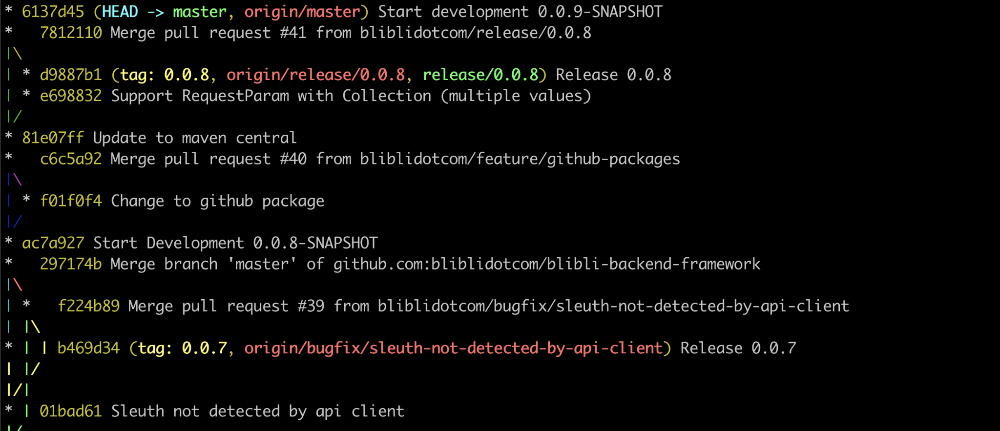 * 6137d45 (HEAD -> master, origin/master) Start development 0.0.9-SNAPSHOT
*   7812110 Merge pull request #41 from bliblidotcom/release/0.0.8
|\
| * d9887b1 (tag: 0.0.8, origin/release/0.0.8, release/0.0.8) Release 0.0.8
| * e698832 Support RequestParam with Collection (multiple values)
|/
* 81e07ff Update to maven central
*   c6c5a92 Merge pull request #40 from bliblidotcom/feature/github-packages
|\
| * f01f0f4 Change to github package
|/
* ac7a927 Start Development 0.0.8-SNAPSHOT
*   297174b Merge branch 'master' of github.com:bliblidotcom/blibli-backend-framework
|\
| *   f224b89 Merge pull request #39 from bliblidotcom/bugfix/sleuth-not-detected-by-api-client
| |\
* | | b469d34 (tag: 0.0.7, origin/bugfix/sleuth-not-detected-by-api-client) Release 0.0.7
| |/
|/|
* | 01bad61 Sleuth not detected by api client
|/